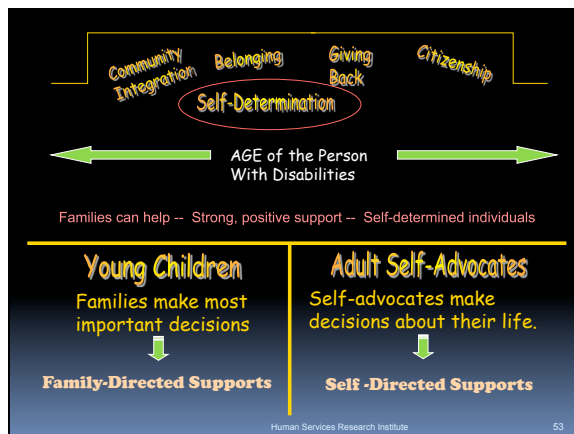 Community
Integration
Belonging
Giving
Back
Citizenship
Self-Determination
AGE of the Person
With Disabilities
Families can help -- Strong, positive support -- Self-determined individuals
Young Children
Families make most
important decisions
Family-Directed Supports
Adult Self-Advocates
Self-advocates make
decisions about their life.
Self -Directed Supports
Human Services Research Institute
53